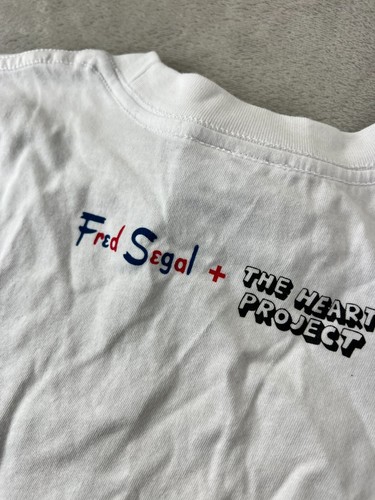 Fred Segal + THE HEART
PROJECT